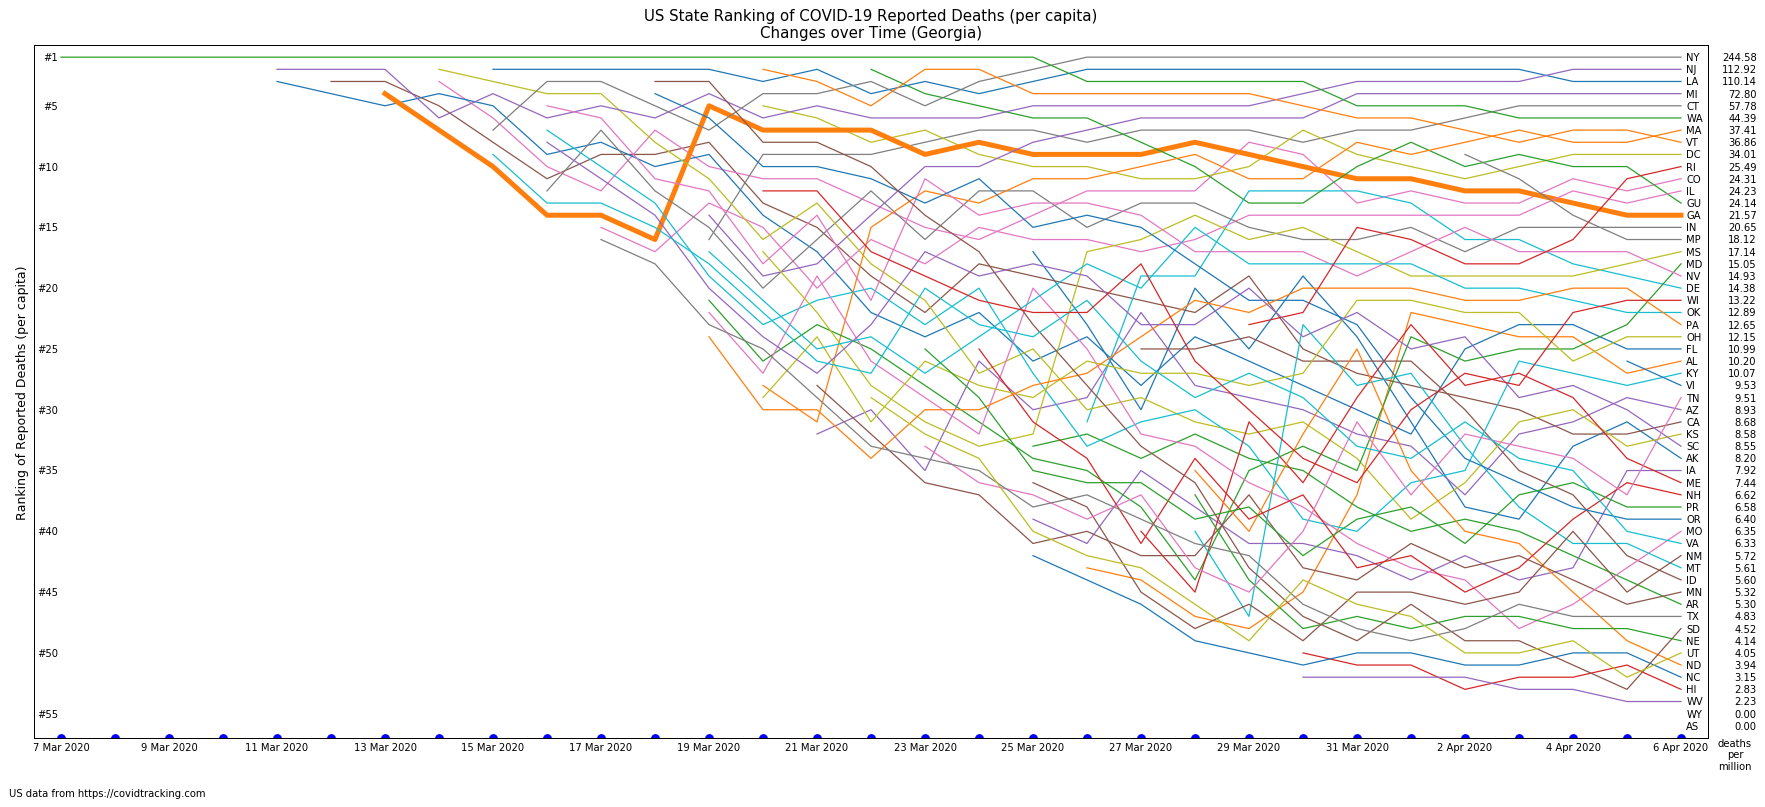 US State Ranking of COVID-19 Reported Deaths (per capita)
Changes over Time (Georgia)
Ranking of Reported Deaths (per capita)
#1
#5
#10
#15
#20
#25
#30
#35
#40
#45
#50
#55
NY 244.58
NJ 112.92
LA 110.14
MI 72.80
CT 57.78
WA 44.39
MA 37.41
VT 36.86
DC 34.01
RI 25.49
CO 24.31
IL 24.23
GU 24.14
GA 21.57
IN 20.65
MP 18.12
MS 17.14
MD 15.05
NV 14.93
DE 14.38
WI 13.22
OK 12.89
PA 12.65
OH 12.15
FL 10.99
AL 10.20
KY 10.07
VI 9.53
TN 9.51
AZ 8.93
CA 8.68
KS 8.58
SC 8.55
AK 8.20
IA 7.92
ME 7.44
NH 6.62
PR 6.58
OR 6.40
MO 6.35
VA 6.33
NM 5.72
MT 5.61
ID 5.60
MN 5.32
AR 5.30
TX 4.83
SD 4.52
NE 4.14
UT 4.05
ND 3.94
NC 3.15
HI 2.83
WV 2.23
WY 0.00
AS 0.00
7 Mar 2020 9 Mar 2020 11 Mar 2020 13 Mar 2020 15 Mar 2020 17 Mar 2020 19 Mar 2020 21 Mar 2020 23 Mar 2020 25 Mar 2020 27 Mar 2020 29 Mar 2020 31 Mar 2020 2 Apr 2020 4 Apr 2020 6 Apr 2020
deaths
per
million
US data from https://covidtracking.com